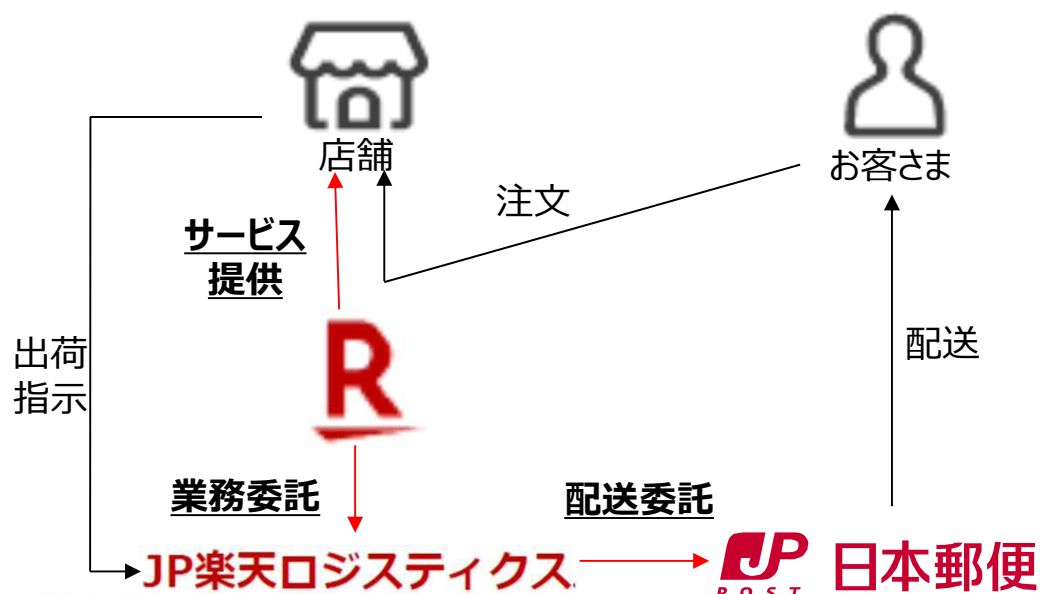 店舗
お客さま
注文
サービス
提供
出荷
指示
R
配送
業務委託
配送委託
JP楽天ロジスティクス
JP
POST
日本郵便